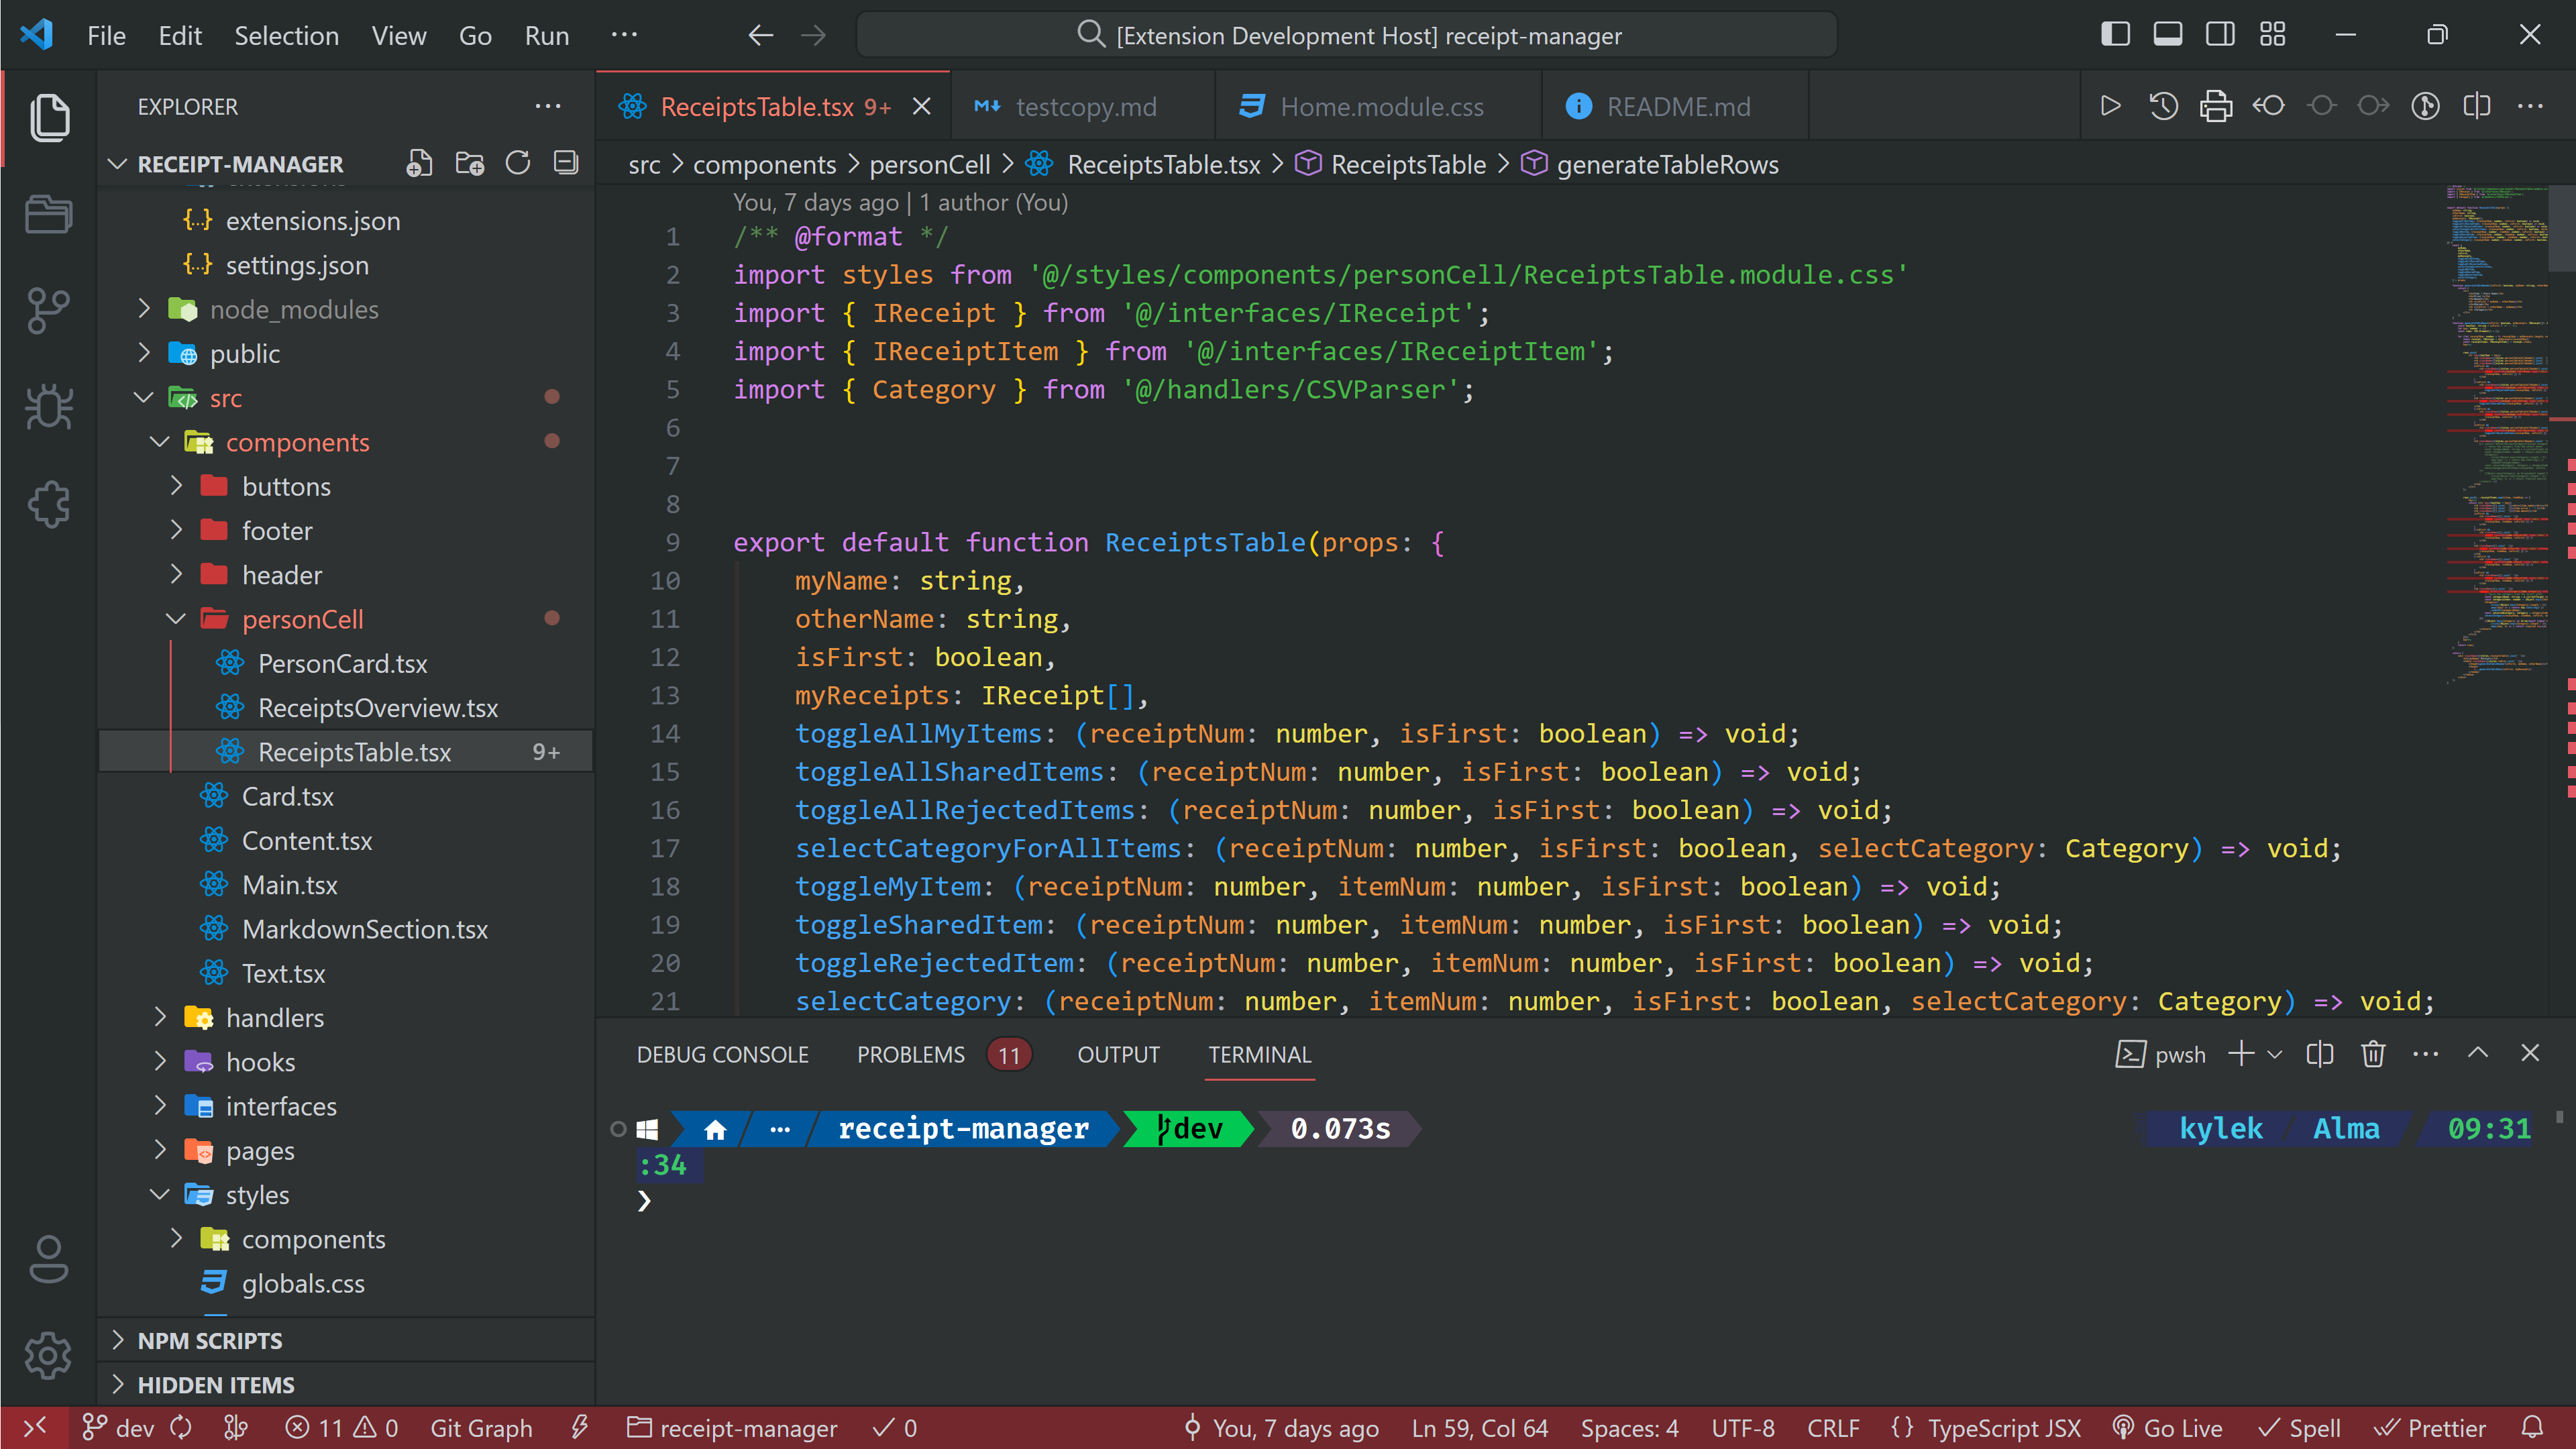 File Edit Selection View Go Run ··· [Extension Development Host] receipt-manager
EXPLORER
RECEIPT-MANAGER
extensions.json
settings.json
node_modules
public
src
components
buttons
footer
header
personCell
PersonCard.tsx
ReceiptsOverview.tsx
ReceiptsTable.tsx 9+
Card.tsx
Content.tsx
Main.tsx
MarkdownSection.tsx
Text.tsx
handlers
hooks
interfaces
pages
styles
components
globals.css
NPM SCRIPTS
HIDDEN ITEMS
ReceiptsTable.tsx 9+ testcopy.md Home.module.css README.md
src > components > personCell > ReceiptsTable.tsx > ReceiptsTable > generateTableRows
You, 7 days ago | 1 author (You)
1 /** @format */
2 import styles from '@/styles/components/personCell/ReceiptsTable.module.css'
3 import { IReceipt } from '@/interfaces/IReceipt';
4 import { IReceiptItem } from '@/interfaces/IReceiptItem';
5 import { Category } from '@/handlers/CSVParser';
6
7
8
9 export default function ReceiptsTable(props: {
10 myName: string,
11 otherName: string,
12 isFirst: boolean,
13 myReceipts: IReceipt[],
14 toggleAllMyItems: (receiptNum: number, isFirst: boolean) => void;
15 toggleAllSharedItems: (receiptNum: number, isFirst: boolean) => void;
16 toggleAllRejectedItems: (receiptNum: number, isFirst: boolean) => void;
17 selectCategoryForAllItems: (receiptNum: number, isFirst: boolean, selectCategory: Category) => void;
18 toggleMyItem: (receiptNum: number, itemNum: number, isFirst: boolean) => void;
19 toggleSharedItem: (receiptNum: number, itemNum: number, isFirst: boolean) => void;
20 toggleRejectedItem: (receiptNum: number, itemNum: number, isFirst: boolean) => void;
21 selectCategory: (receiptNum: number, itemNum: number, isFirst: boolean, selectCategory: Category) => void;
DEBUG CONSOLE PROBLEMS 11 OUTPUT TERMINAL pwsh
··· receipt-manager dev 0.073s kylek Alma 09:31
:34
❯
dev 11 0 Git Graph receipt-manager 0 You, 7 days ago Ln 59, Col 64 Spaces: 4 UTF-8 CRLF {} TypeScript JSX Go Live Spell Prettier